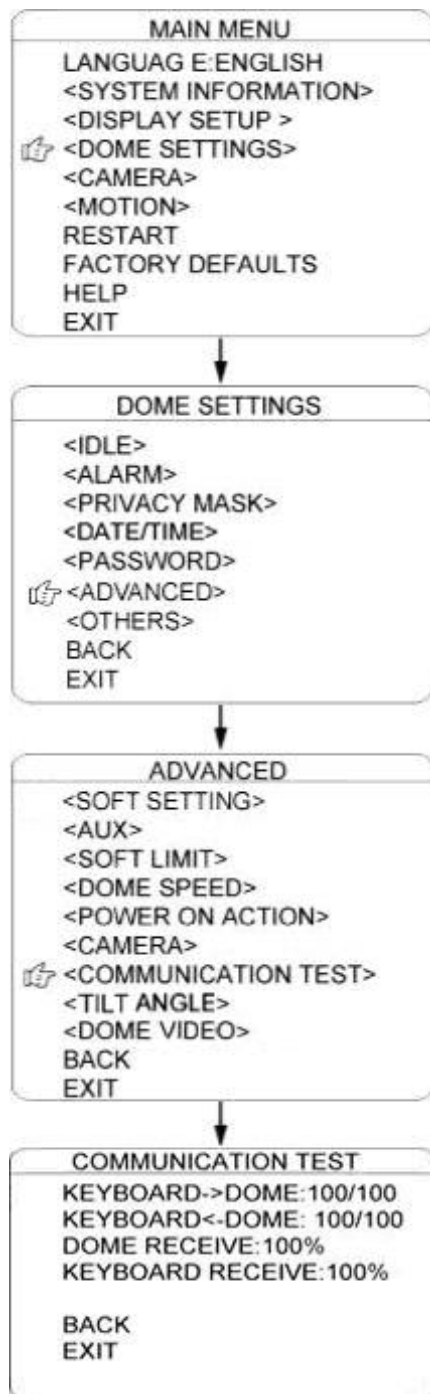 MAIN MENU
LANGUAG E:ENGLISH
<SYSTEM INFORMATION>
<DISPLAY SETUP >
<DOME SETTINGS>
<CAMERA>
<MOTION>
RESTART
FACTORY DEFAULTS
HELP
EXIT
DOME SETTINGS
<IDLE>
<ALARM>
<PRIVACY MASK>
<DATE/TIME>
<PASSWORD>
<ADVANCED>
<OTHERS>
BACK
EXIT
ADVANCED
<SOFT SETTING>
<AUX>
<SOFT LIMIT>
<DOME SPEED>
<POWER ON ACTION>
<CAMERA>
<COMMUNICATION TEST>
<TILT ANGLE>
<DOME VIDEO>
BACK
EXIT
COMMUNICATION TEST
KEYBOARD->DOME:100/100
KEYBOARD<-DOME: 100/100
DOME RECEIVE:100%
KEYBOARD RECEIVE:100%
BACK
EXIT